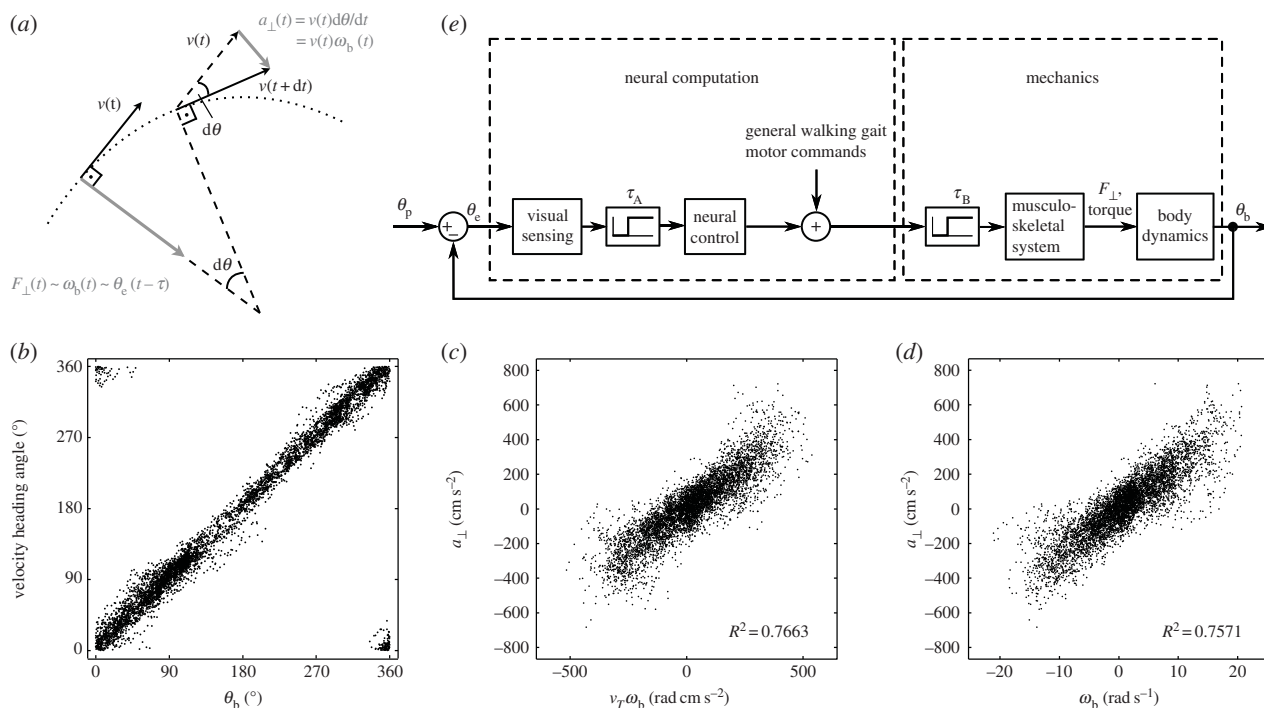 (a)
a⊥(t) = v(t)dθ/dt
= v(t)ωb (t)
v(t)
v(t + dt)
v(t)
dθ
dθ
F⊥(t) ~ ωb(t) ~ θe (t− τ)
(e)
neural computation
mechanics
general walking gait
motor commands
θp
+
−
θe
visual
sensing
τA
neural
control
+
τB
musculo-
skeletal
system
F⊥,
torque
body
dynamics
θb
(b)
velocity heading angle (°)
360
270
180
90
0
0 90 180 270 360
θb (°)
(c)
a⊥ (cm s−2)
800
600
400
200
0
−200
−400
−600
−800
R2 = 0.7663
−500 0 500
vTωb (rad cm s−2)
(d)
a⊥ (cm s−2)
800
600
400
200
0
−200
−400
−600
−800
R2 = 0.7571
−20 −10 0 10 20
ωb (rad s−1)